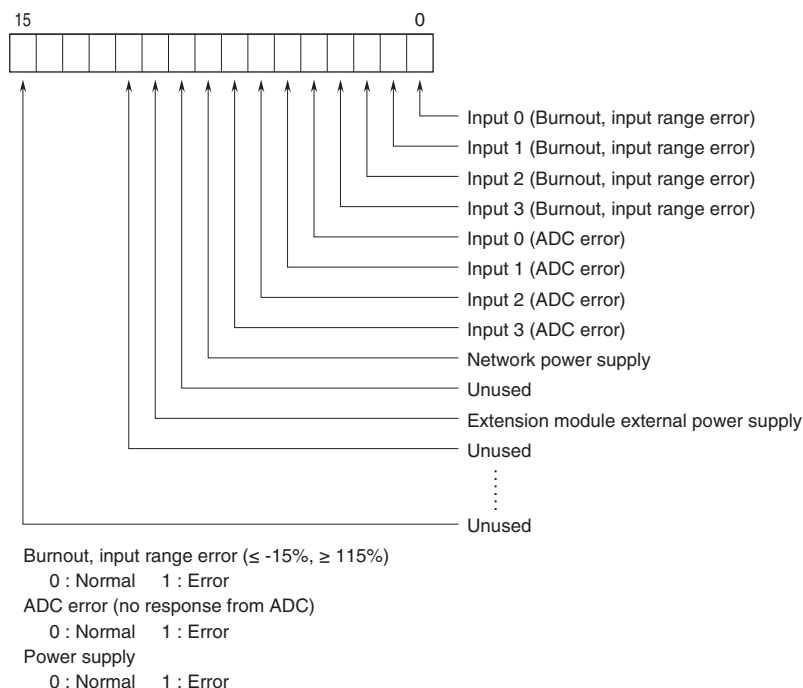 15 0
Input 0 (Burnout, input range error)
Input 1 (Burnout, input range error)
Input 2 (Burnout, input range error)
Input 3 (Burnout, input range error)
Input 0 (ADC error)
Input 1 (ADC error)
Input 2 (ADC error)
Input 3 (ADC error)
Network power supply
Unused
Extension module external power supply
Unused
Unused
Burnout, input range error (≤ -15%, ≥ 115%)
0 : Normal 1 : Error
ADC error (no response from ADC)
0 : Normal 1 : Error
Power supply
0 : Normal 1 : Error